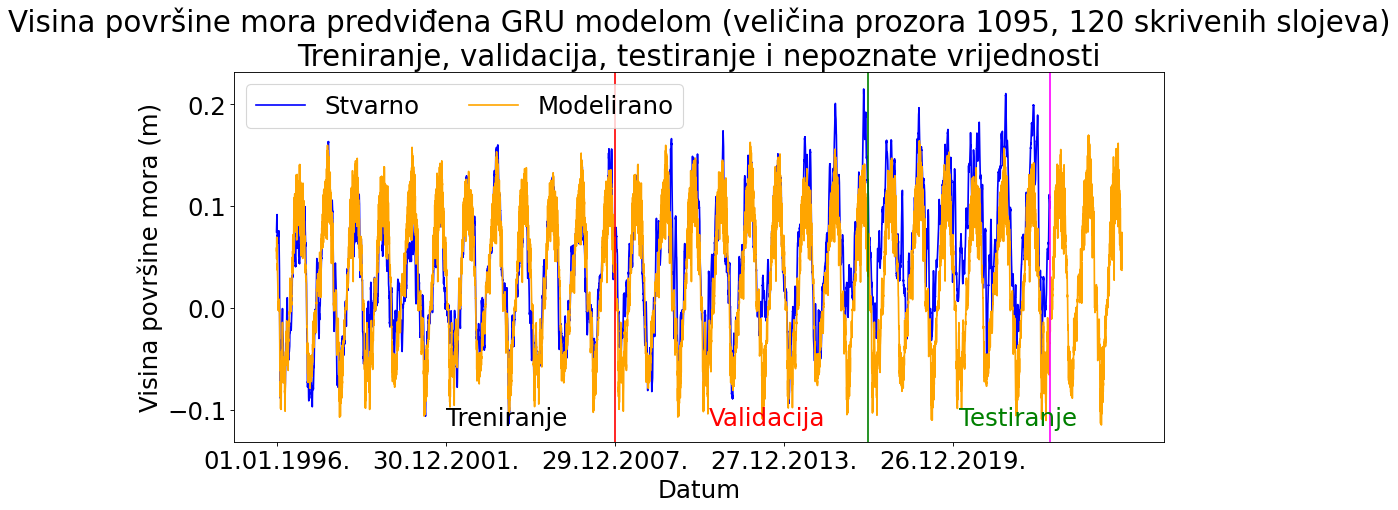 Visina površine mora predviđena GRU modelom (veličina prozora 1095, 120 skrivenih slojeva)
Treniranje, validacija, testiranje i nepoznate vrijednosti
Stvarno
Modelirano
Visina površine mora (m)
0.2
0.1
0.0
−0.1
Treniranje
Validacija
Testiranje
01.01.1996.
30.12.2001.
29.12.2007.
27.12.2013.
26.12.2019.
Datum